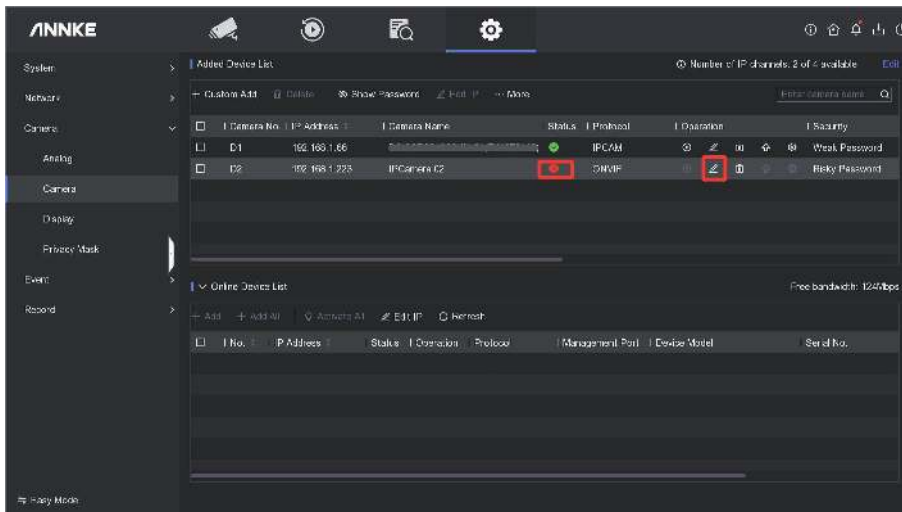 ANNKE
System
Added Device List
Number of IP channels: 2 of 4 available
Edit
Network
+ Custom Add
Delete
Show Password
Edit IP
More
Enter camera name
Camera
Camera No.
IP Address
Camera Name
Status
Protocol
Operation
Security
D1
192.168.1.66
IPCAM
Weak Password
Analog
D2
192.168.1.223
IPCamera 02
ONVIF
Risky Password
Camera
Display
Privacy Mask
Event
Online Device List
Free bandwidth: 124Mbps
Record
+ Add
+ Add All
Activate All
Edit IP
Refresh
No.
IP Address
Status
Operation
Protocol
Management Port
Device Model
Serial No.
Easy Mode